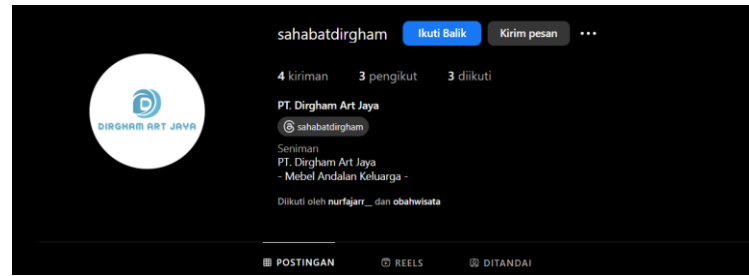 sahabatdirgham Ikuti Balik Kirim pesan
4 kiriman 3 pengikut 3 diikuti
PT. Dirgham Art Jaya
sahabatdirgham
Seniman
PT. Dirgham Art Jaya
- Mebel Andalan Keluarga -
Diikuti oleh nurfajarr__ dan obahwisata
DIRGHAM ART JAYA
POSTINGAN REELS DITANDAI